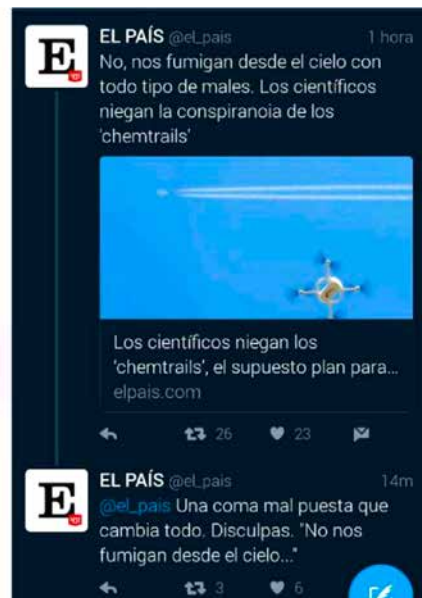 EL PAÍS @el_pais 1 hora
No, nos fumigan desde el cielo con
todo tipo de males. Los científicos
niegan la conspiranoia de los
'chemtrails'
Los científicos niegan los
'chemtrails', el supuesto plan para...
elpais.com
26 23
EL PAÍS @el_pais 14m
@el_pais Una coma mal puesta que
cambia todo. Disculpas. "No nos
fumigan desde el cielo..."
3 6